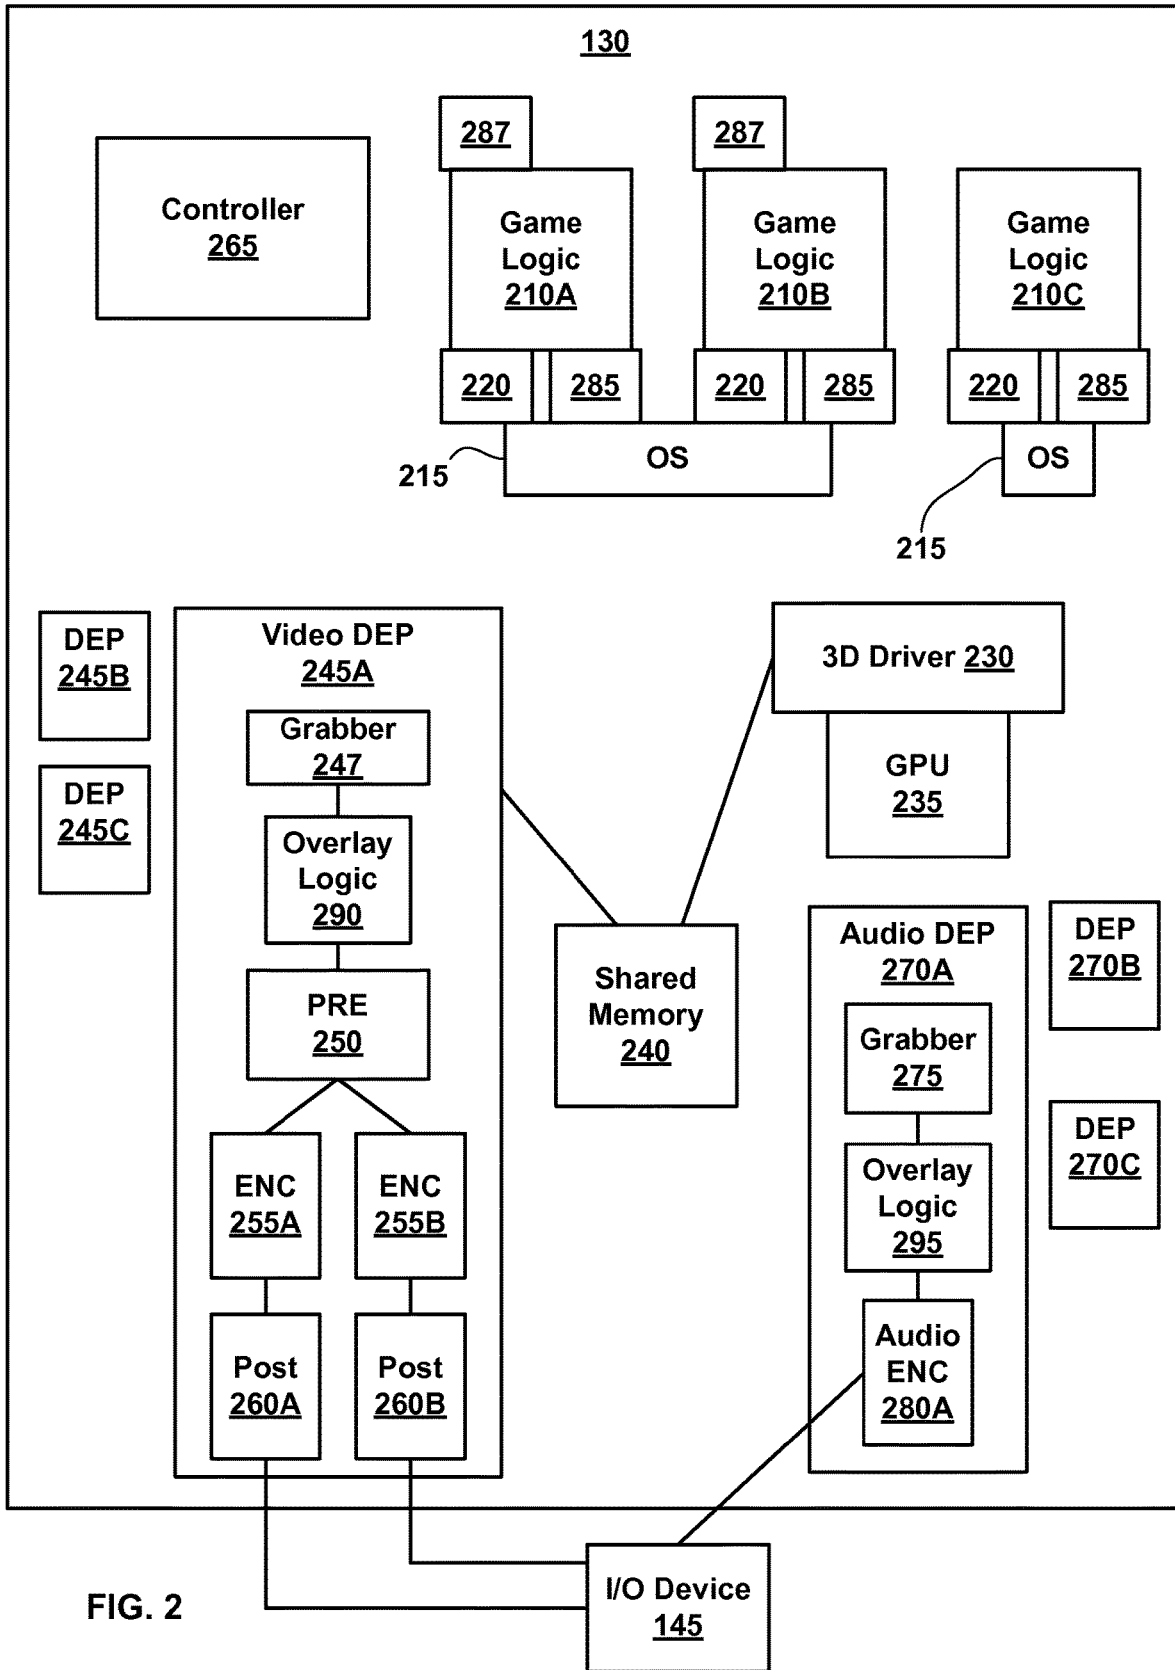 130
287
287
Controller
265
Game
Logic
210A
Game
Logic
210B
Game
Logic
210C
220
285
220
285
220
285
OS
215
OS
215
DEP
245B
DEP
245C
Video DEP
245A
Grabber
247
Overlay
Logic
290
PRE
250
ENC
255A
ENC
255B
Post
260A
Post
260B
3D Driver 230
GPU
235
Shared
Memory
240
Audio DEP
270A
Grabber
275
Overlay
Logic
295
Audio
ENC
280A
DEP
270B
DEP
270C
I/O Device
145
FIG. 2